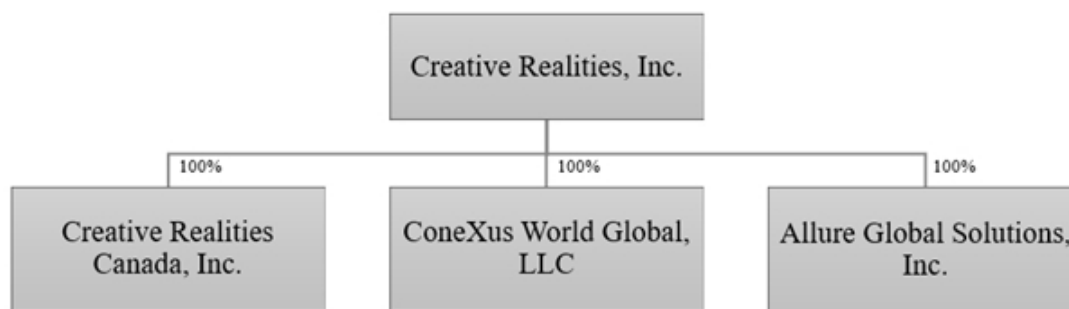 Creative Realities, Inc.
100%
100%
100%
Creative Realities
Canada, Inc.
ConeXus World Global,
LLC
Allure Global Solutions,
Inc.